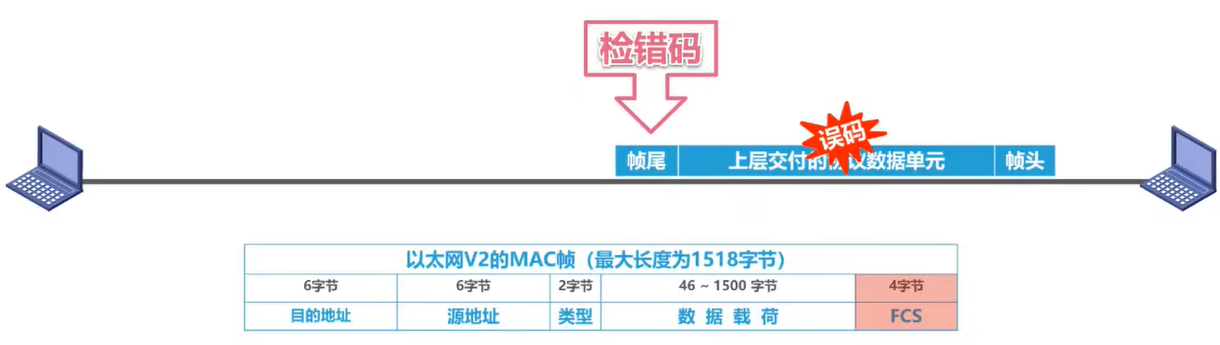 检错码
误码
帧尾 上层交付的协议数据单元 帧头
以太网V2的MAC帧（最大长度为1518字节）
6字节 6字节 2字节 46 ~ 1500 字节 4字节
目的地址 源地址 类型 数 据 载 荷 FCS